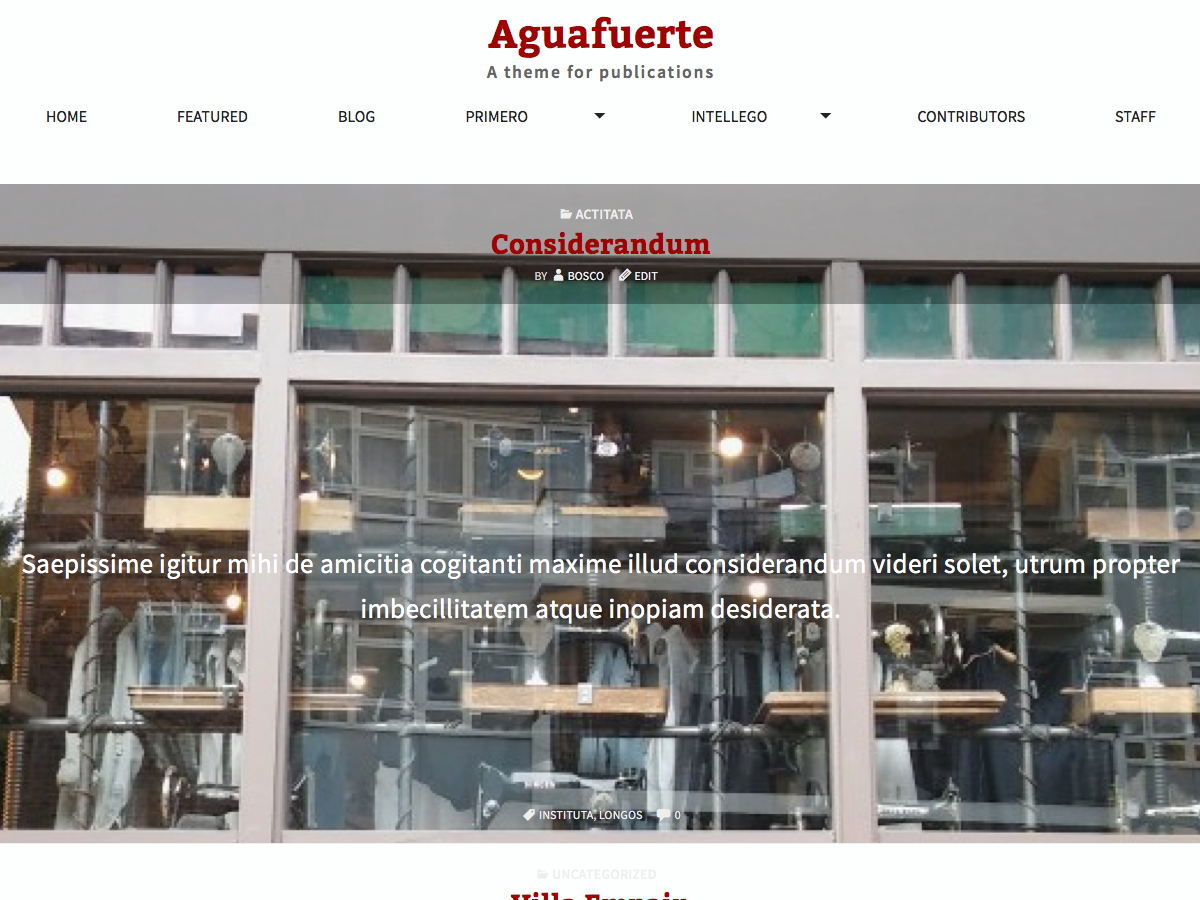 Aguafuerte
A theme for publications
HOME FEATURED BLOG PRIMERO INTELLEGO CONTRIBUTORS STAFF
ACTITATA
Considerandum
BY BOSCO EDIT
Saepissime igitur mihi de amicitia cogitanti maxime illud considerandum videri solet, utrum propter
imbecillitatem atque inopiam desiderata.
INSTITUTA, LONGOS 0
UNCATEGORIZED